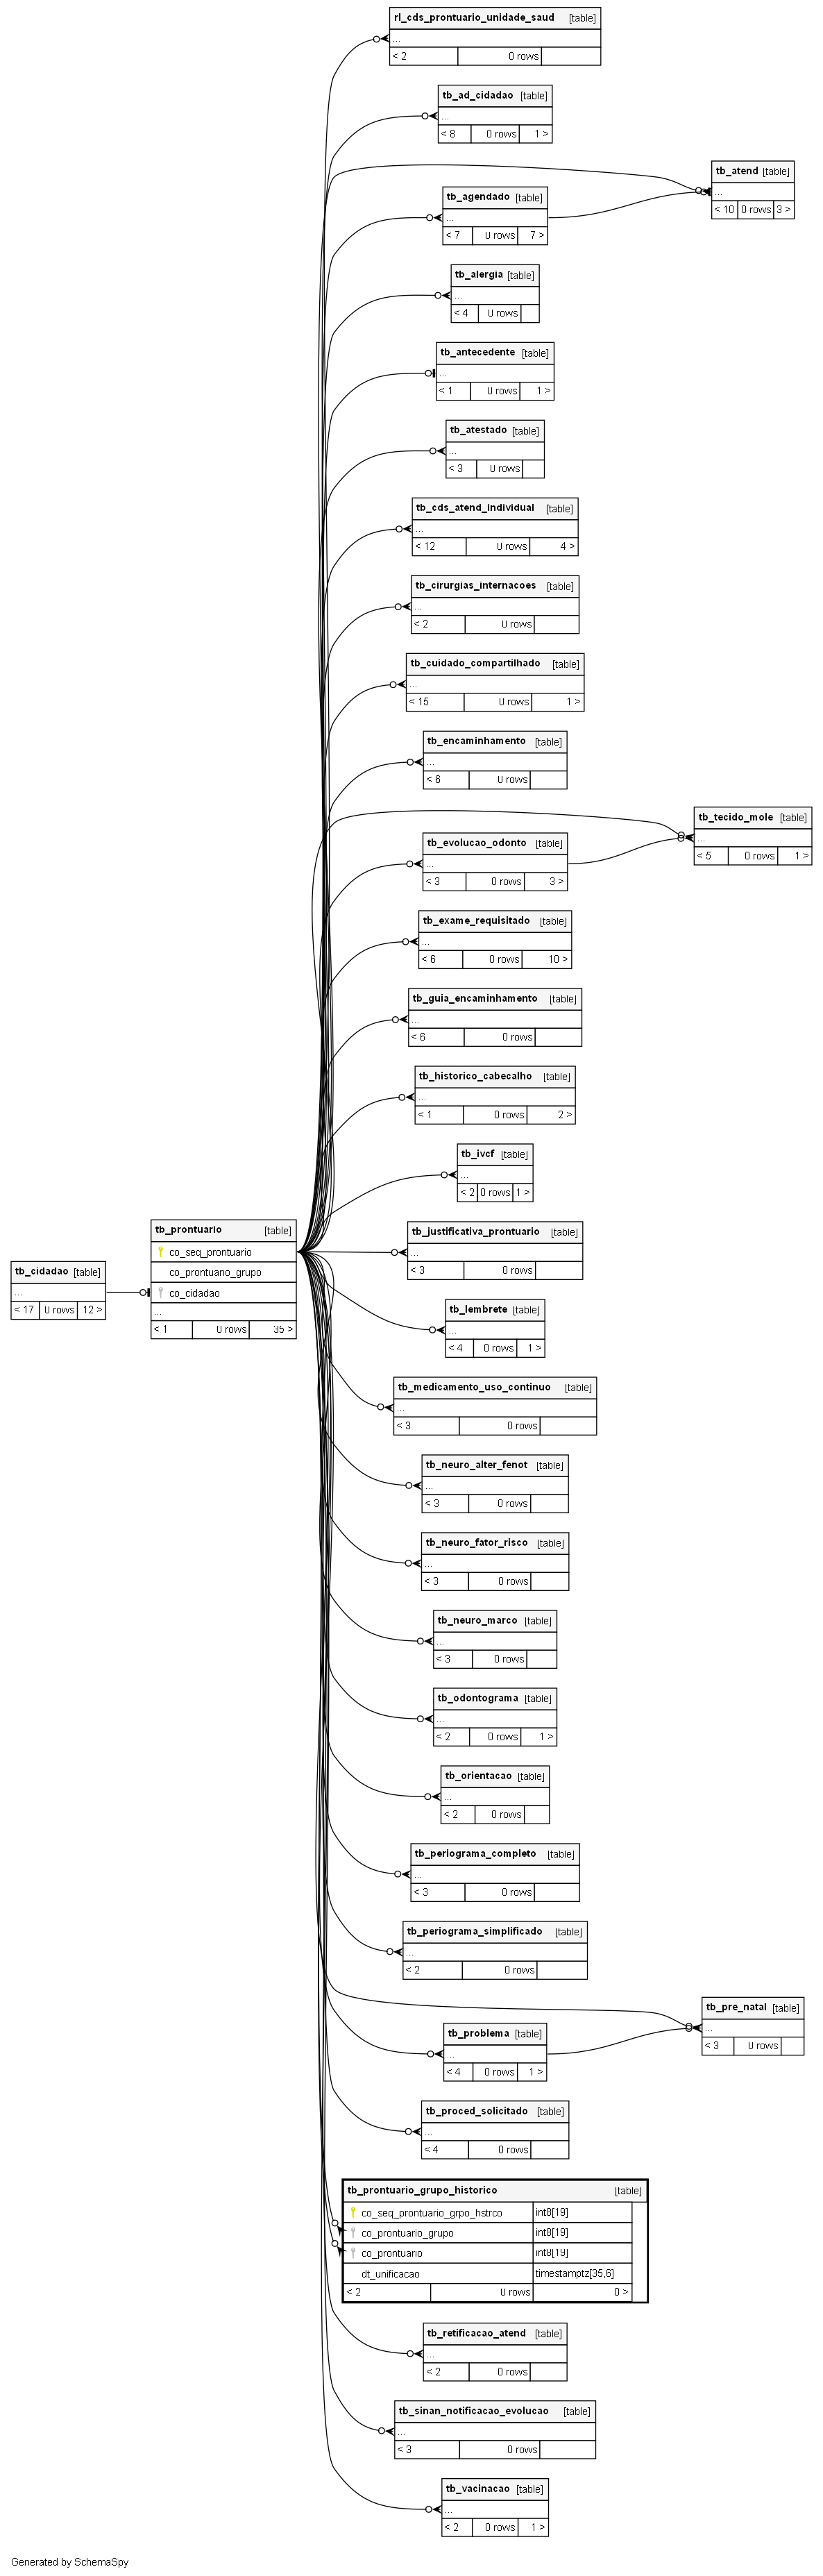 rl_cds_prontuario_unidade_saud [table]
...
< 2 0 rows
tb_ad_cidadao [table]
...
< 8 0 rows 1 >
tb_atend [table]
...
< 10 0 rows 3 >
tb_agendado [table]
...
< 7 0 rows 7 >
tb_alergia [table]
...
< 4 0 rows
tb_antecedente [table]
...
< 1 0 rows 1 >
tb_atestado [table]
...
< 3 0 rows
tb_cds_atend_individual [table]
...
< 12 0 rows 4 >
tb_cirurgias_internacoes [table]
...
< 2 0 rows
tb_cuidado_compartilhado [table]
...
< 15 0 rows 1 >
tb_encaminhamento [table]
...
< 6 0 rows
tb_tecido_mole [table]
...
< 5 0 rows 1 >
tb_evolucao_odonto [table]
...
< 3 0 rows 3 >
tb_exame_requisitado [table]
...
< 6 0 rows 10 >
tb_guia_encaminhamento [table]
...
< 6 0 rows
tb_historico_cabecalho [table]
...
< 1 0 rows 2 >
tb_ivcf [table]
...
< 2 0 rows 1 >
tb_prontuario [table]
co_seq_prontuario
co_prontuario_grupo
co_cidadao
...
< 1 0 rows 35 >
tb_cidadao [table]
...
< 17 0 rows 12 >
tb_justificativa_prontuario [table]
...
< 3 0 rows
tb_lembrete [table]
...
< 4 0 rows 1 >
tb_medicamento_uso_continuo [table]
...
< 3 0 rows
tb_neuro_alter_fenot [table]
...
< 3 0 rows
tb_neuro_fator_risco [table]
...
< 3 0 rows
tb_neuro_marco [table]
...
< 3 0 rows
tb_odontograma [table]
...
< 2 0 rows 1 >
tb_orientacao [table]
...
< 2 0 rows
tb_periograma_completo [table]
...
< 3 0 rows
tb_periograma_simplificado [table]
...
< 2 0 rows
tb_pre_natal [table]
...
< 3 0 rows
tb_problema [table]
...
< 4 0 rows 1 >
tb_proced_solicitado [table]
...
< 4 0 rows
tb_prontuario_grupo_historico [table]
co_seq_prontuario_grpo_hstrco int8[19]
co_prontuario_grupo int8[19]
co_prontuario int8[19]
dt_unificacao timestamptz[35,6]
< 2 0 rows 0 >
tb_retificacao_atend [table]
...
< 2 0 rows
tb_sinan_notificacao_evolucao [table]
...
< 3 0 rows
tb_vacinacao [table]
...
< 2 0 rows 1 >
Generated by SchemaSpy